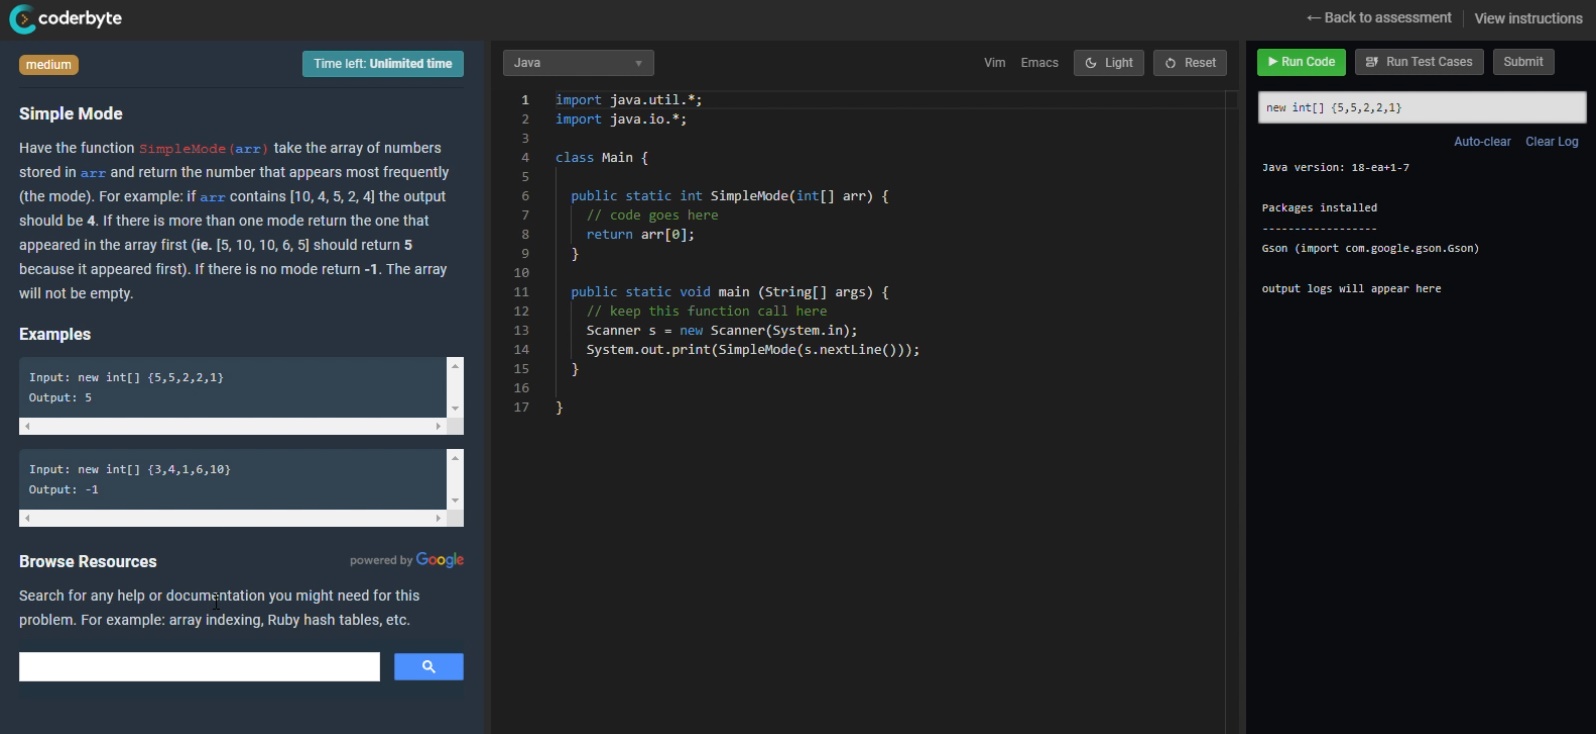 coderbyte
← Back to assessment
View instructions
medium
Time left: Unlimited time
Simple Mode
Have the function SimpleMode(arr) take the array of numbers
stored in arr and return the number that appears most frequently
(the mode). For example: if arr contains [10, 4, 5, 2, 4] the output
should be 4. If there is more than one mode return the one that
appeared in the array first (ie. [5, 10, 10, 6, 5] should return 5
because it appeared first). If there is no mode return -1. The array
will not be empty.
Examples
Input: new int[] {5,5,2,2,1}
Output: 5
Input: new int[] {3,4,1,6,10}
Output: -1
Browse Resources
powered by Google
Search for any help or documentation you might need for this
problem. For example: array indexing, Ruby hash tables, etc.
Java
Vim
Emacs
Light
Reset
1 import java.util.*;
2 import java.io.*;
3
4 class Main {
5
6 public static int SimpleMode(int[] arr) {
7 // code goes here
8 return arr[0];
9 }
10
11 public static void main (String[] args) {
12 // keep this function call here
13 Scanner s = new Scanner(System.in);
14 System.out.print(SimpleMode(s.nextLine()));
15 }
16
17 }
Run Code
Run Test Cases
Submit
new int[] {5,5,2,2,1}
Auto-clear
Clear Log
Java version: 18-ea+1-7
Packages installed
------------------
Gson (import com.google.gson.Gson)
output logs will appear here